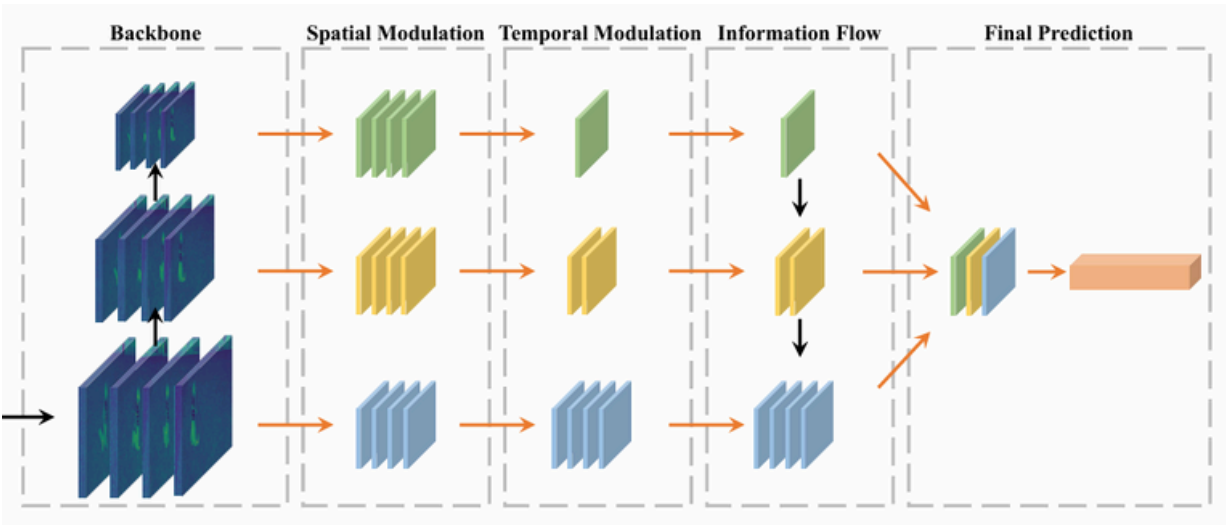 Backbone
Spatial Modulation
Temporal Modulation
Information Flow
Final Prediction